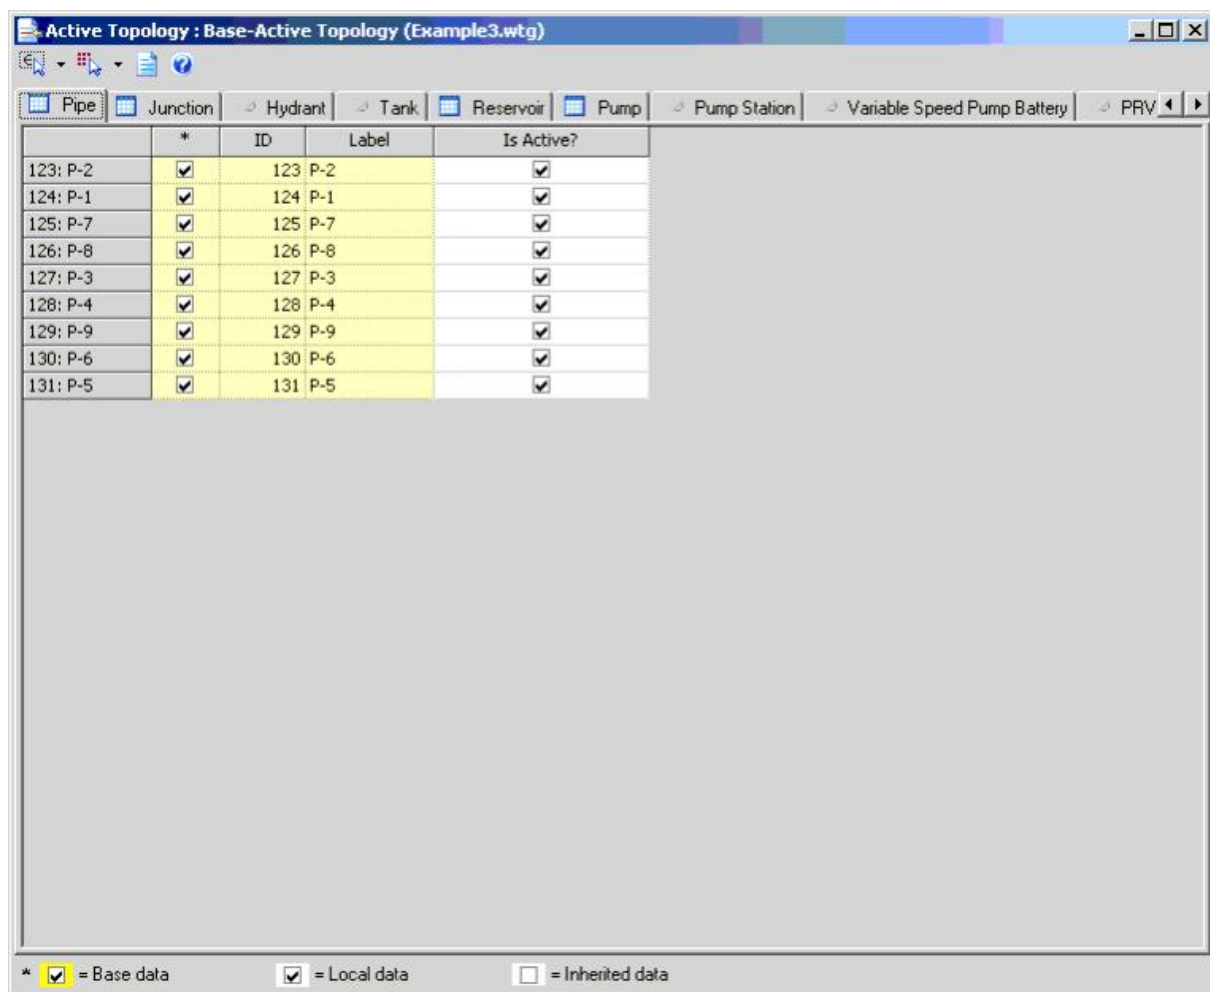 Active Topology : Base-Active Topology (Example3.wtg)
Pipe Junction Hydrant Tank Reservoir Pump Pump Station Variable Speed Pump Battery PRV
* ID Label Is Active?
123: P-2 123 P-2
124: P-1 124 P-1
125: P-7 125 P-7
126: P-8 126 P-8
127: P-3 127 P-3
128: P-4 128 P-4
129: P-9 129 P-9
130: P-6 130 P-6
131: P-5 131 P-5
* = Base data = Local data = Inherited data